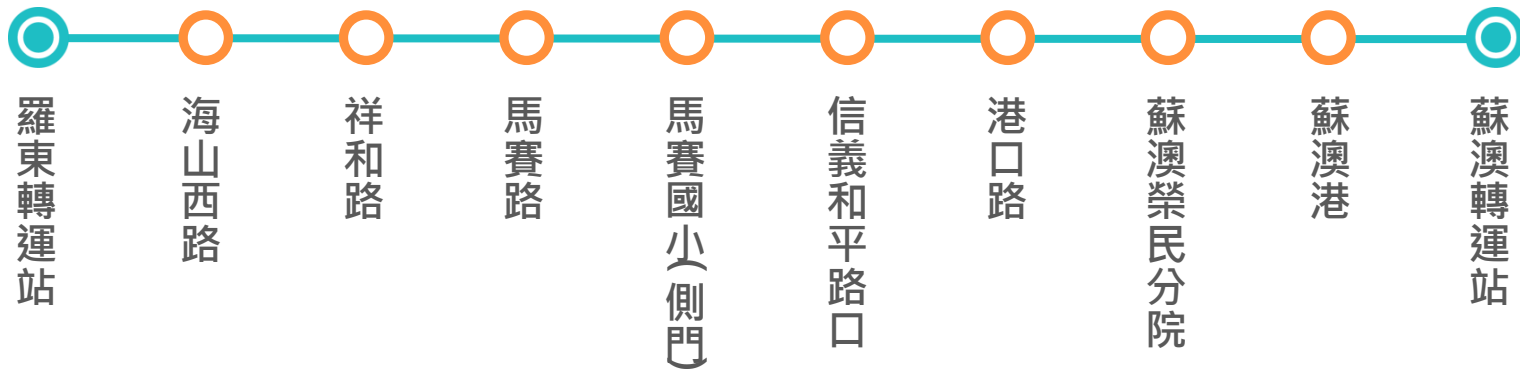 羅東轉運站
海山西路
祥和路
馬賽路
馬賽國小(側門)
信義和平路口
港口路
蘇澳榮民分院
蘇澳港
蘇澳轉運站